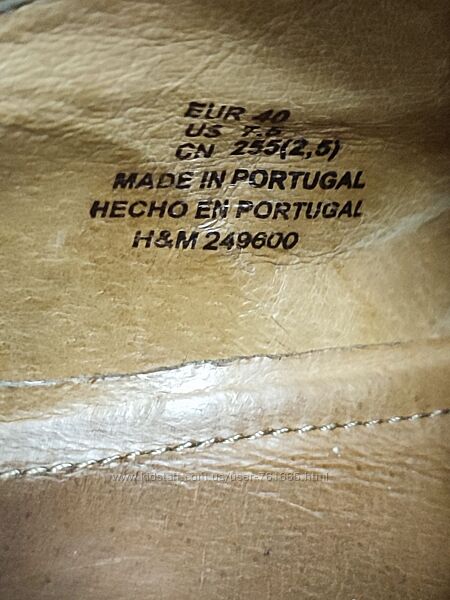 EUR 40
US 7.5
CN 255(2,5)
MADE IN PORTUGAL
HECHO EN PORTUGAL
H&M 249600